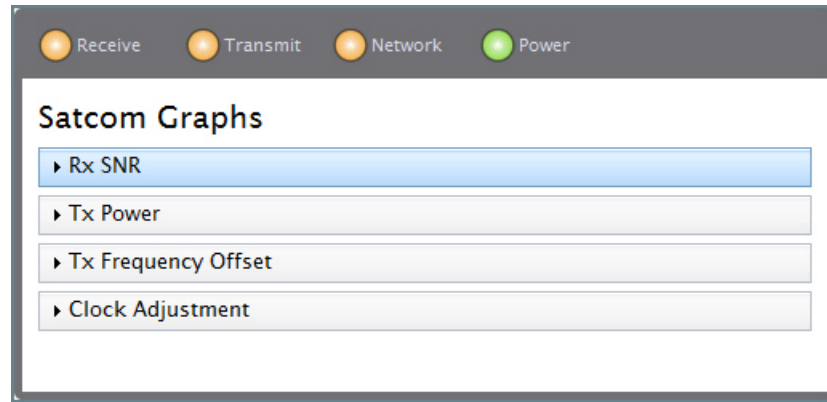 Receive Transmit Network Power
Satcom Graphs
Rx SNR
Tx Power
Tx Frequency Offset
Clock Adjustment